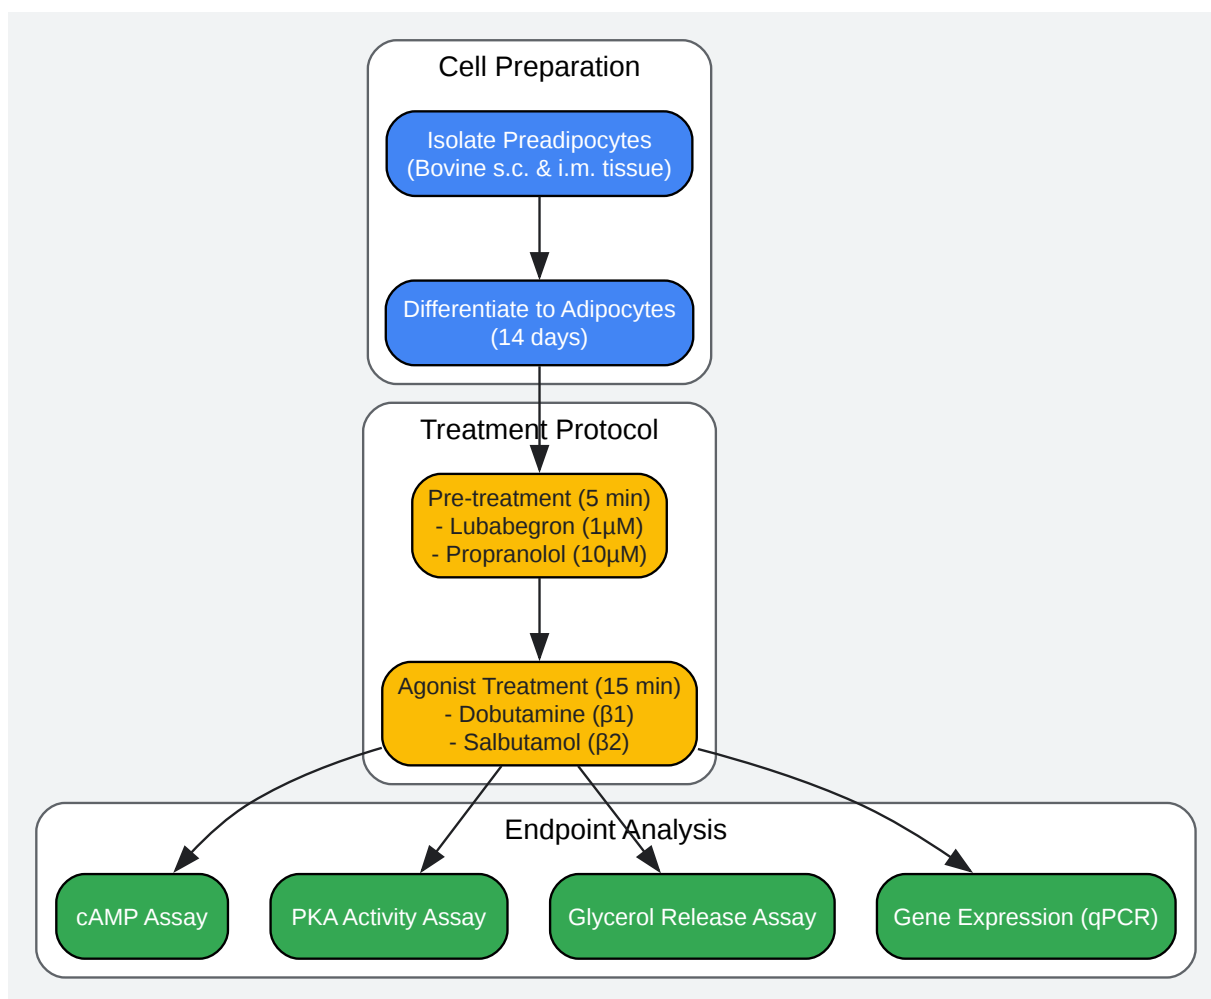 Cell Preparation
Isolate Preadipocytes
(Bovine s.c. & i.m. tissue)
Differentiate to Adipocytes
(14 days)
Treatment Protocol
Pre-treatment (5 min)
- Lubabegron (1µM)
- Propranolol (10µM)
Agonist Treatment (15 min)
- Dobutamine (β1)
- Salbutamol (β2)
Endpoint Analysis
cAMP Assay
PKA Activity Assay
Glycerol Release Assay
Gene Expression (qPCR)